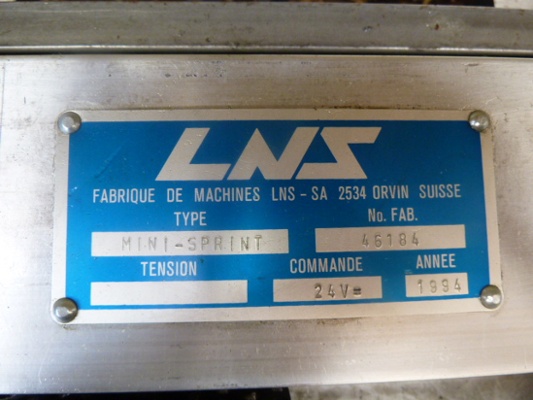 LNS
FABRIQUE DE MACHINES LNS - SA 2534 ORVIN SUISSE
TYPE No. FAB.
MINI-SPRINT 46184
TENSION COMMANDE ANNEE
24V= 1994